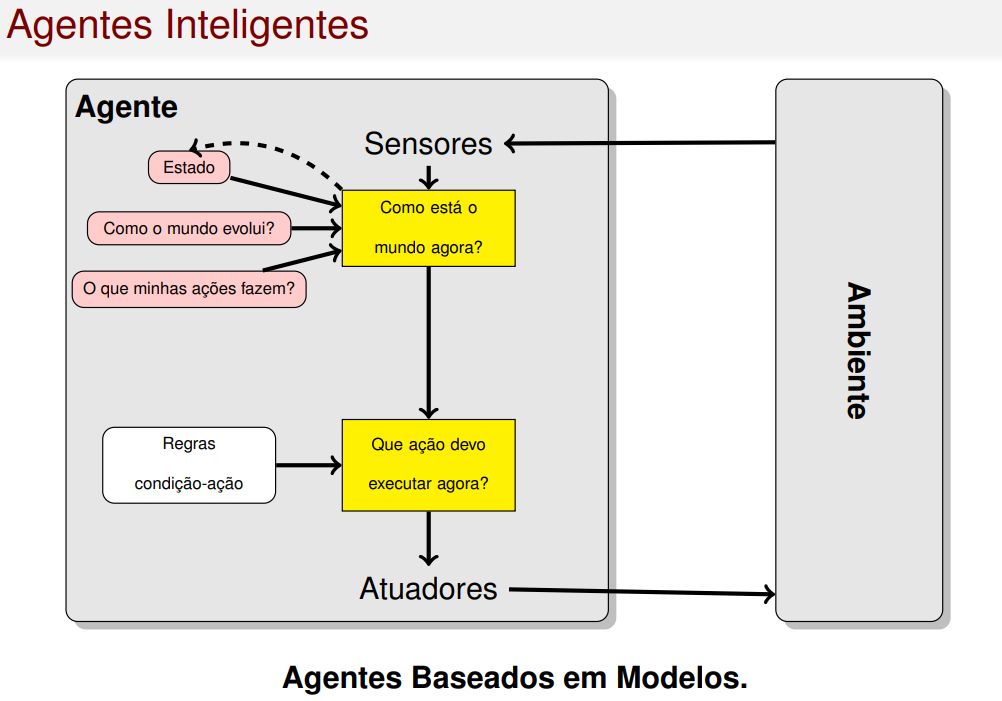 Agentes Inteligentes
Agente
Sensores
Estado
Como está o
mundo agora?
Como o mundo evolui?
O que minhas ações fazem?
Ambiente
Regras
condição-ação
Que ação devo
executar agora?
Atuadores
Agentes Baseados em Modelos.